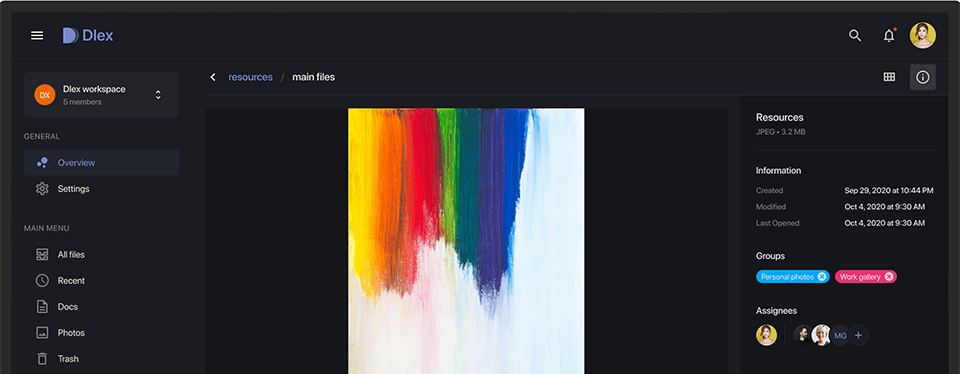 Dlex
resources / main files
DX
Dlex workspace
5 members
GENERAL
Overview
Settings
MAIN MENU
All files
Recent
Docs
Photos
Trash
Resources
JPEG • 3.2 MB
Information
Created Sep 29, 2020 at 10:44 PM
Modified Oct 4, 2020 at 9:30 AM
Last Opened Oct 4, 2020 at 9:30 AM
Groups
Personal photos Work gallery
Assignees
MG +